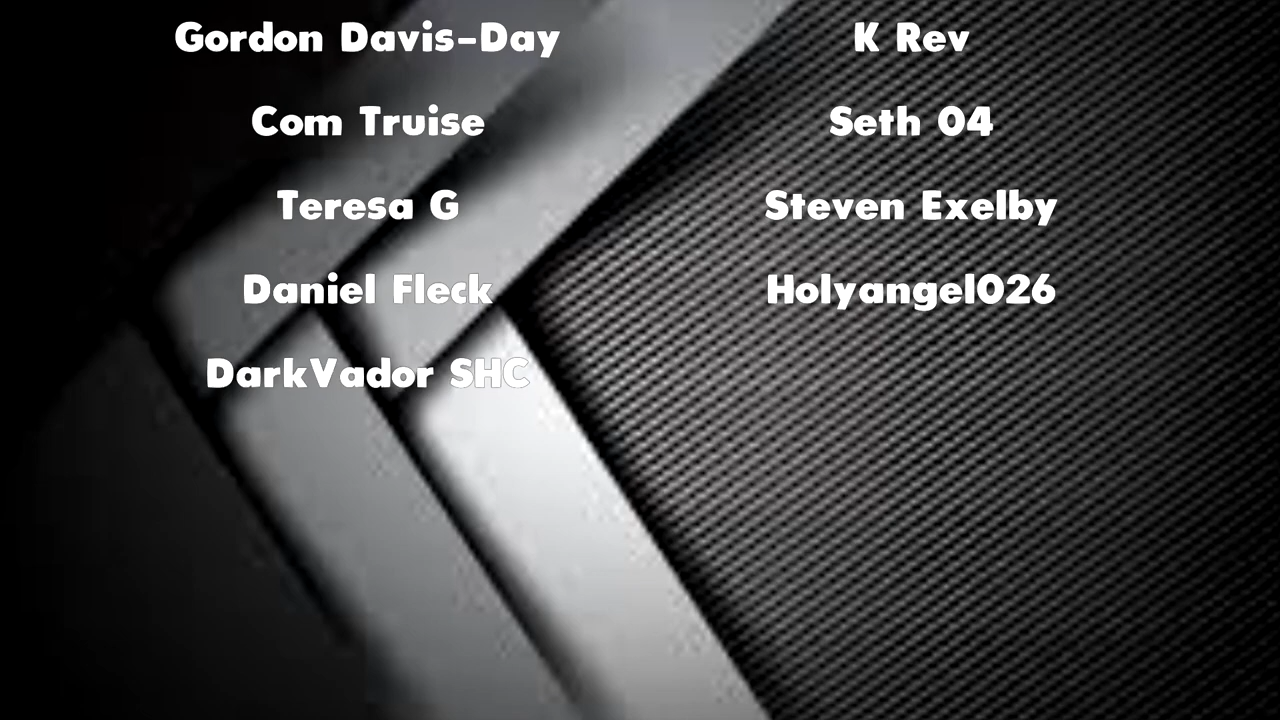 Gordon Davis-Day
Com Truise
Teresa G
Daniel Fleck
DarkVador SHC
K Rev
Seth 04
Steven Exelby
Holyangel026